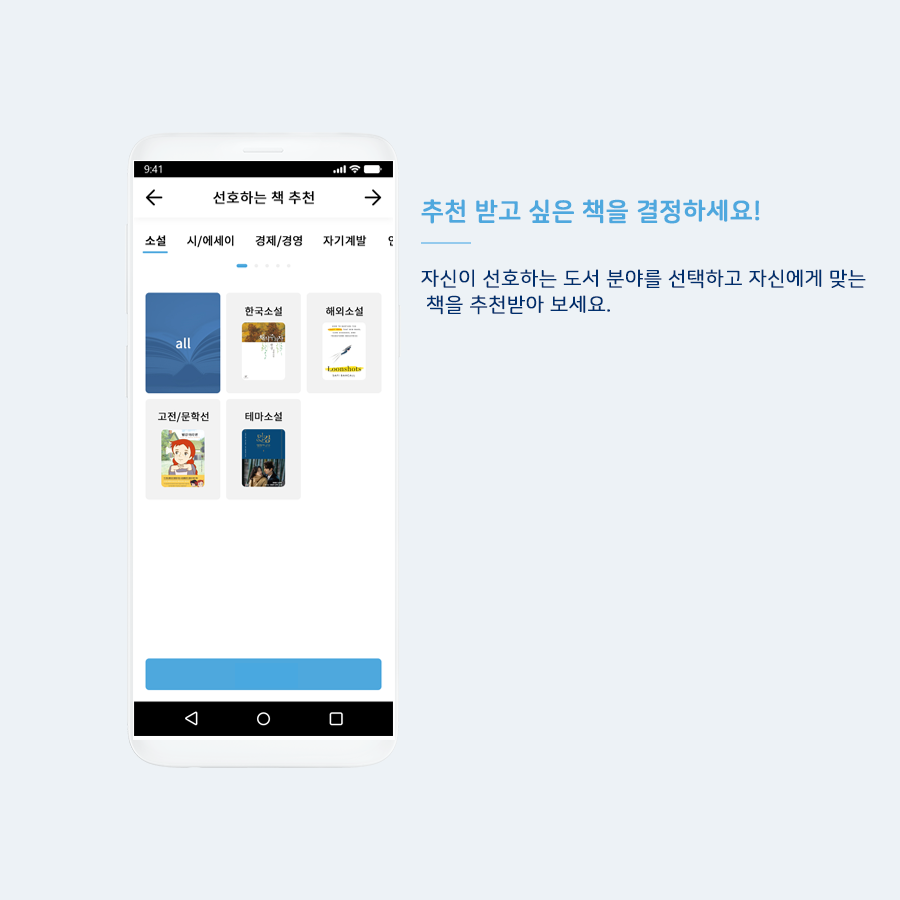 9:41
선호하는 책 추천
소설 시/에세이 경제/경영 자기계발
all
한국소설
해외소설
Loonshots
고전/문학선
테마소설
추천 받고 싶은 책을 결정하세요!
자신이 선호하는 도서 분야를 선택하고 자신에게 맞는
책을 추천받아 보세요.